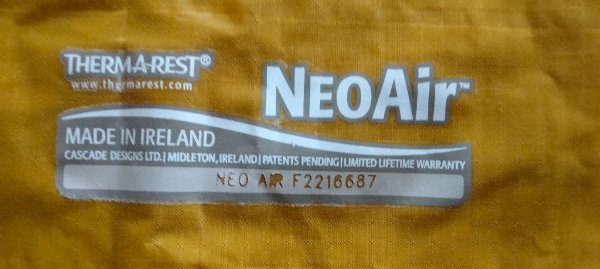 THERM-A-REST®
www.thermarest.com
NEOAir™
MADE IN IRELAND
CASCADE DESIGNS LTD. | MIDLETON, IRELAND | PATENTS PENDING | LIMITED LIFETIME WARRANTY
NEO AIR F2216687